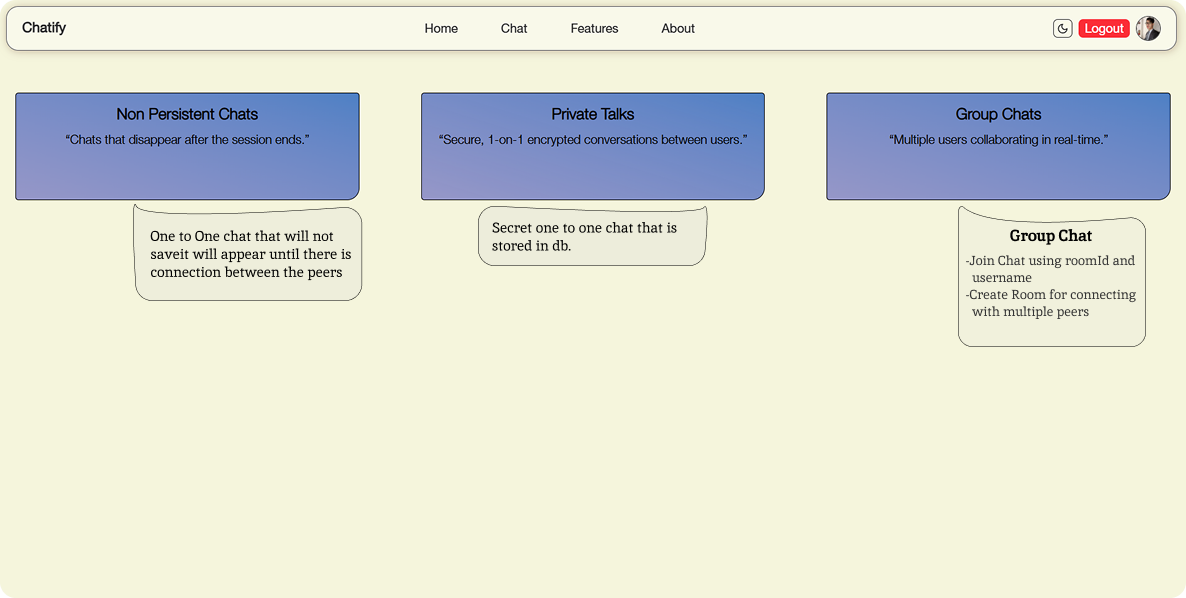 Chatify
Home
Chat
Features
About
Logout
Non Persistent Chats
“Chats that disappear after the session ends.”
Private Talks
“Secure, 1-on-1 encrypted conversations between users.”
Group Chats
“Multiple users collaborating in real-time.”
One to One chat that will not
saveit will appear until there is
connection between the peers
Secret one to one chat that is
stored in db.
Group Chat
-Join Chat using roomId and
username
-Create Room for connecting
with multiple peers